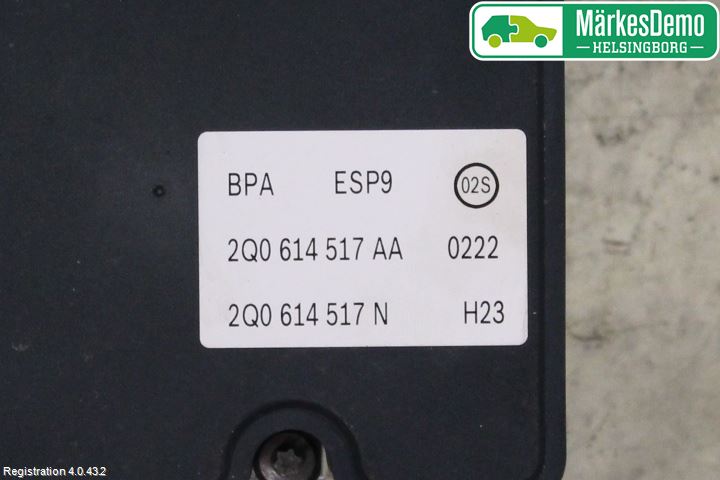 MärkesDemo
HELSINGBORG
BPA ESP9 02S
2Q0 614 517 AA 0222
2Q0 614 517 N H23
Registration 4.0.43.2